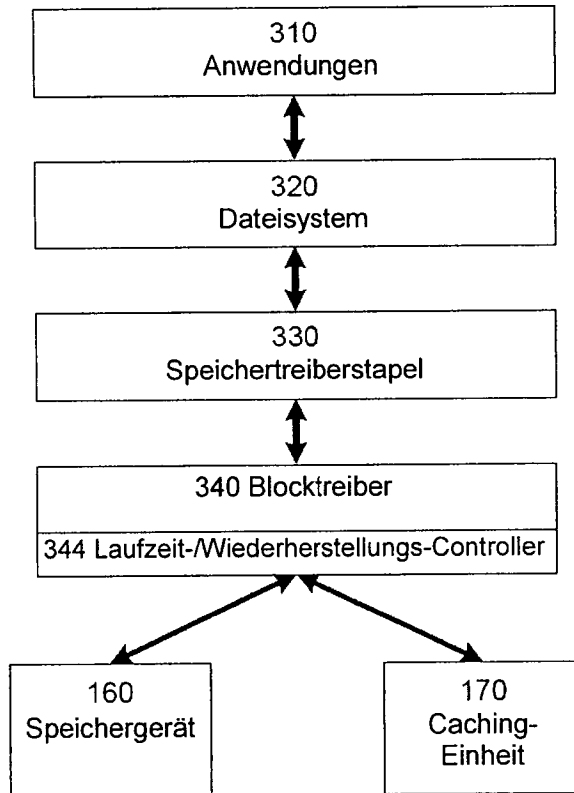 310
Anwendungen
320
Dateisystem
330
Speichertreiberstapel
340 Blocktreiber
344 Laufzeit-/Wiederherstellungs-Controller
160
Speichergerät
170
Caching-
Einheit